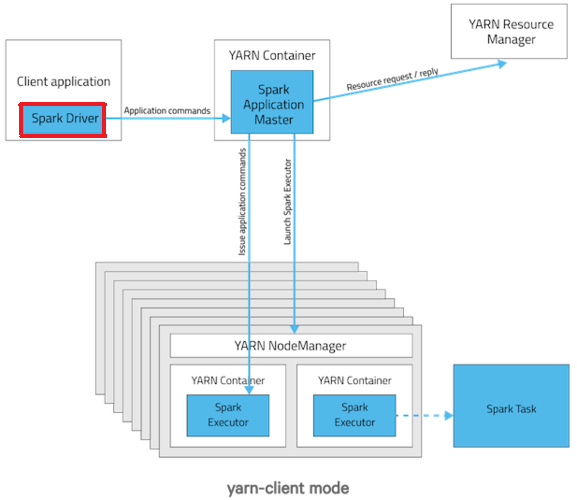 YARN Resource
Manager
YARN Container
Client application
Spark
Application
Master
Spark Driver
Application commands
Resource request / reply
Issue application commands
Launch Spark Executor
YARN NodeManager
YARN Container
YARN Container
Spark
Executor
Spark
Executor
Spark Task
yarn-client mode